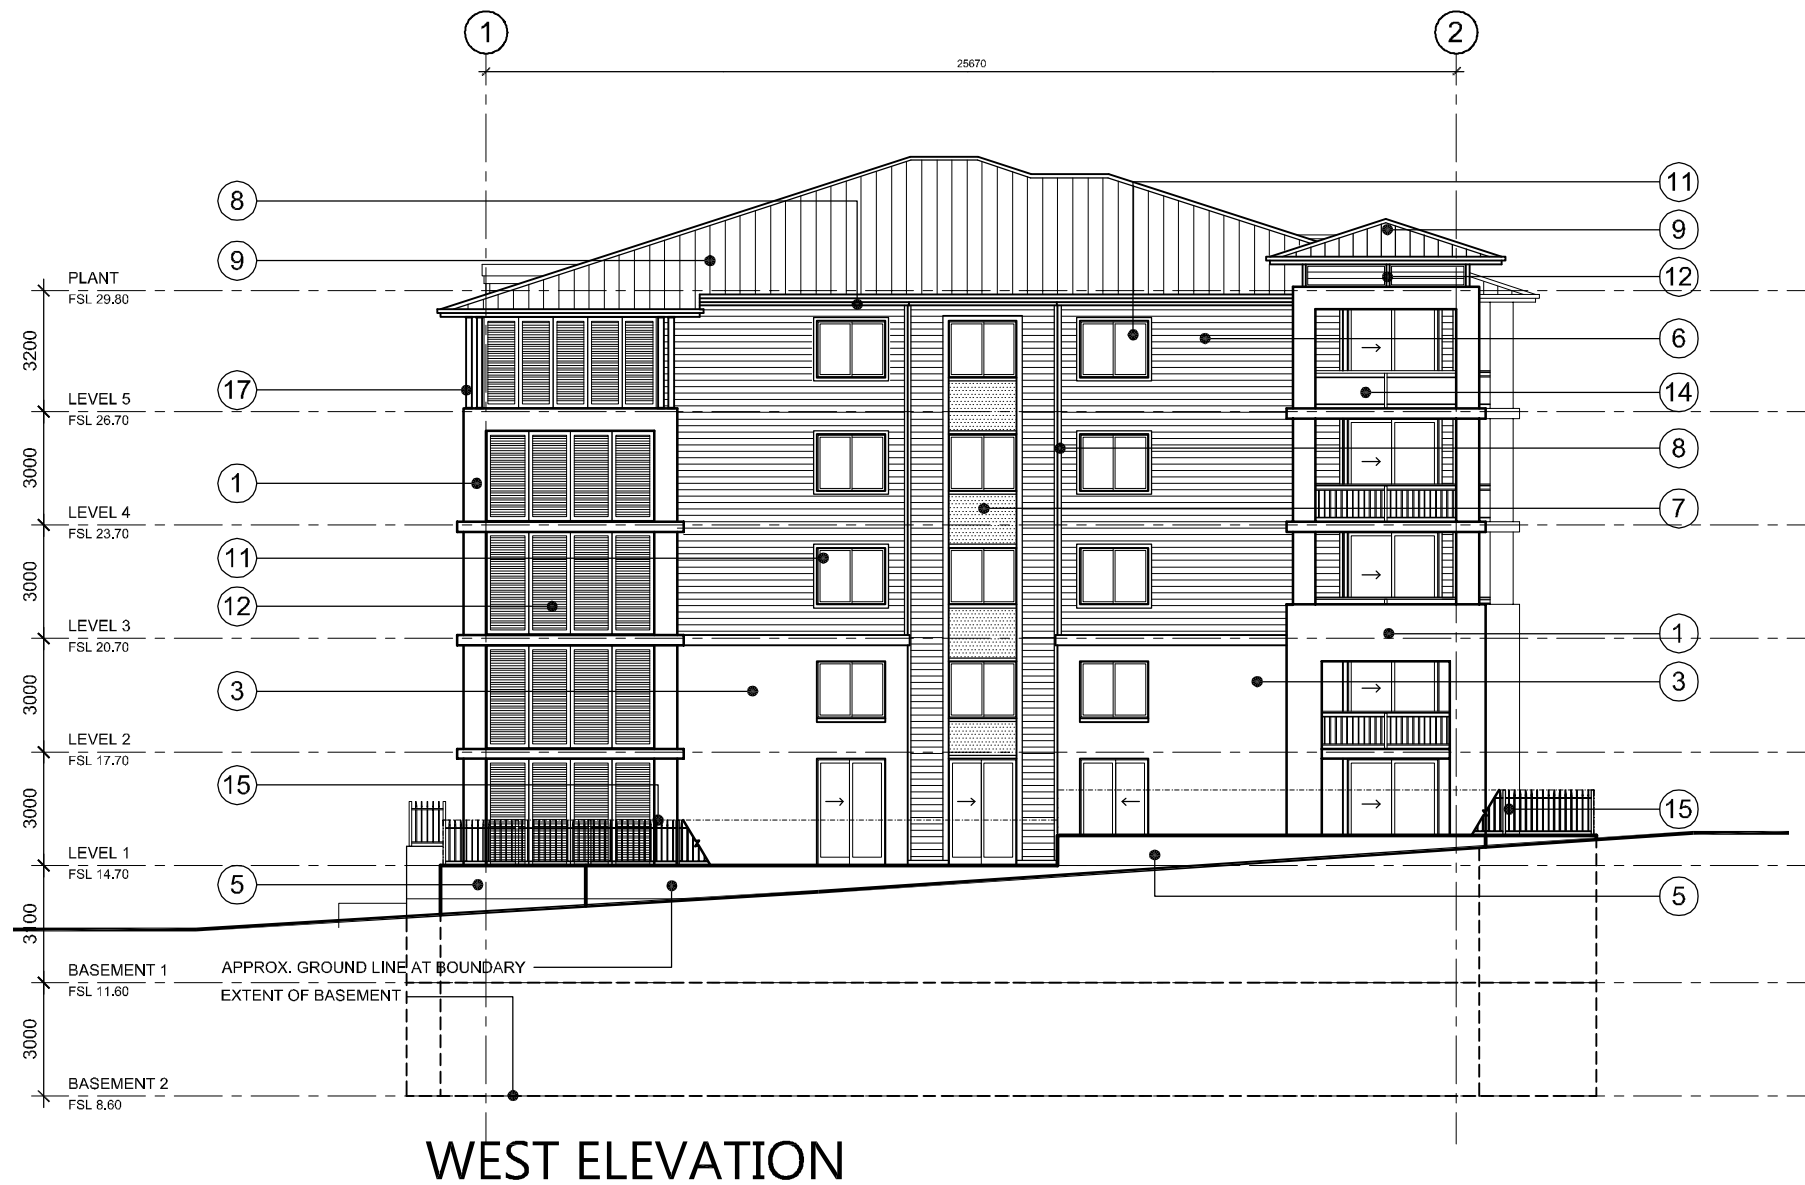 1
2
25670
8
11
9
9
PLANT
FSL 29.80
12
3200
6
17
14
LEVEL 5
FSL 26.70
3000
8
1
LEVEL 4
FSL 23.70
7
11
3000
12
LEVEL 3
FSL 20.70
1
3
3
3000
LEVEL 2
FSL 17.70
15
15
3000
LEVEL 1
FSL 14.70
5
5
3100
BASEMENT 1
FSL 11.60
APPROX. GROUND LINE AT BOUNDARY
EXTENT OF BASEMENT
3000
BASEMENT 2
FSL 8.60
WEST ELEVATION